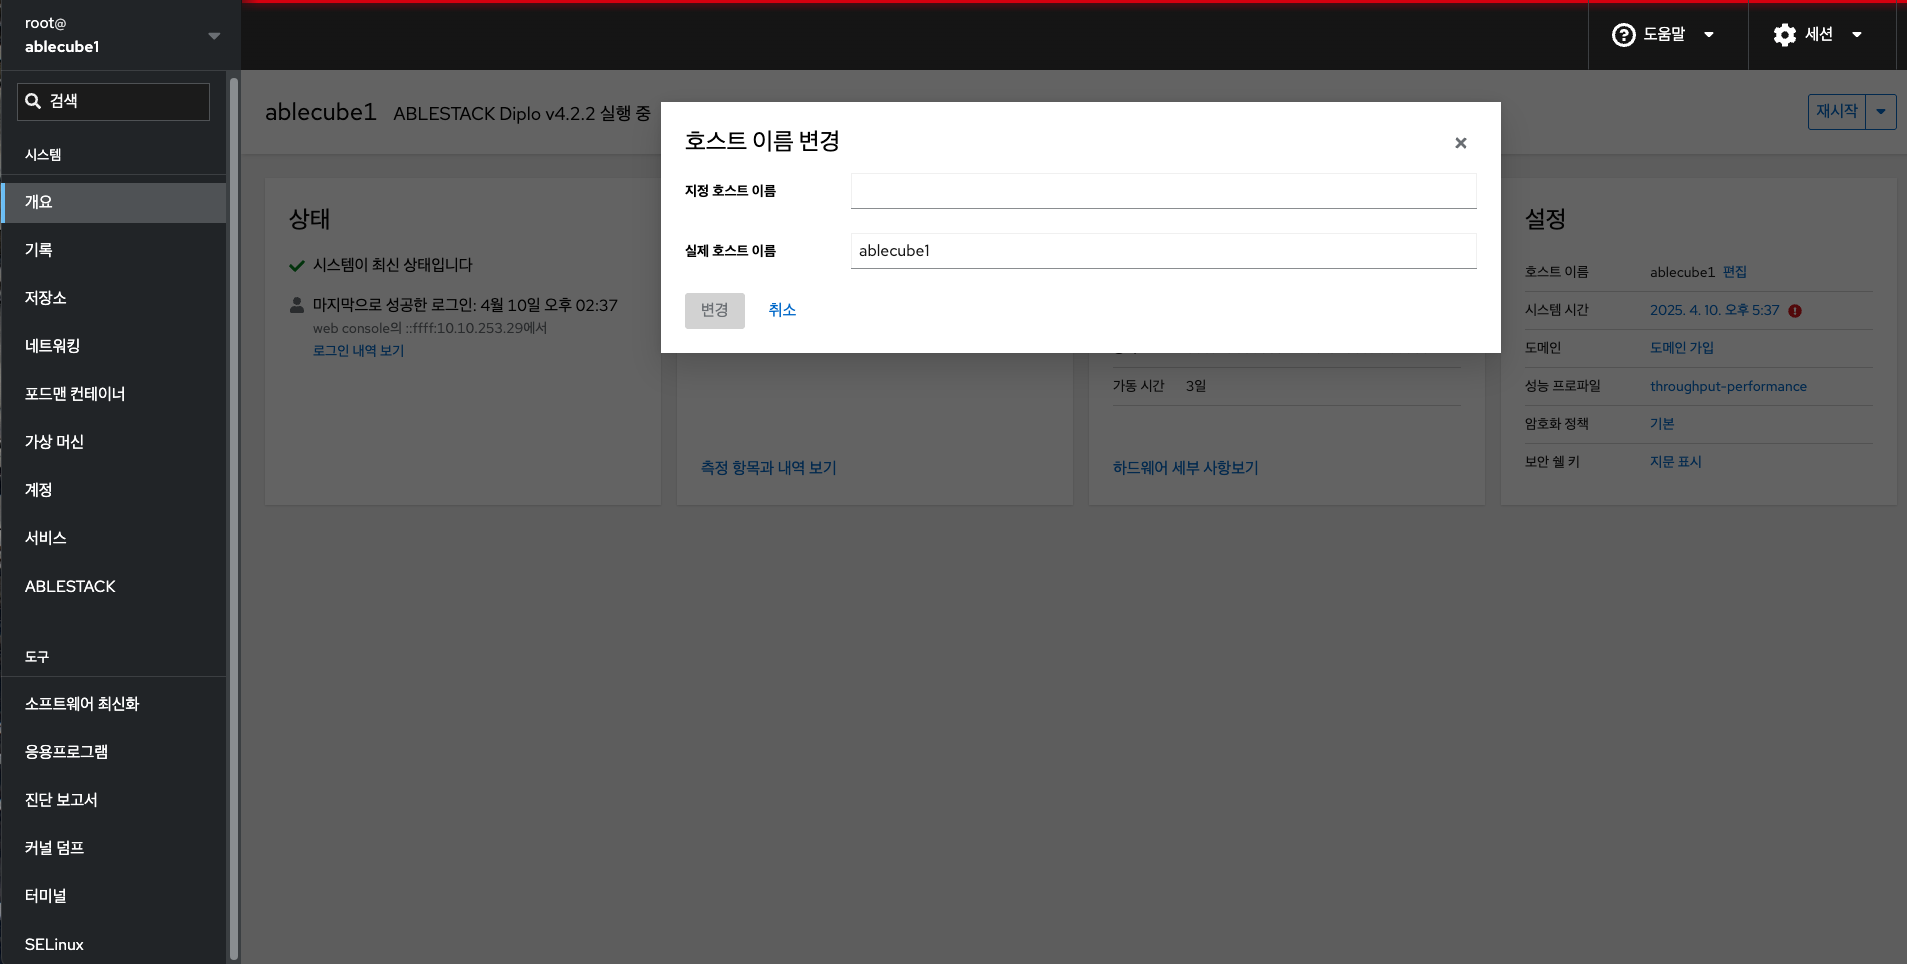 root@
ablecube1
검색
시스템
개요
기록
저장소
네트워킹
포드맨 컨테이너
가상 머신
계정
서비스
ABLESTACK
도구
소프트웨어 최신화
응용프로그램
진단 보고서
커널 덤프
터미널
SELinux
도움말
세션
ablecube1 ABLESTACK Diplo v4.2.2 실행 중
재시작
호스트 이름 변경
지정 호스트 이름
실제 호스트 이름 ablecube1
변경 취소
상태
시스템이 최신 상태입니다
마지막으로 성공한 로그인: 4월 10일 오후 02:37
web console의 ::ffff:10.10.253.29에서
로그인 내역 보기
측정 항목과 내역 보기
가동 시간 3일
하드웨어 세부 사항보기
설정
호스트 이름 ablecube1 편집
시스템 시간 2025. 4. 10. 오후 5:37
도메인 도메인 가입
성능 프로파일 throughput-performance
암호화 정책 기본
보안 쉘 키 지문 표시